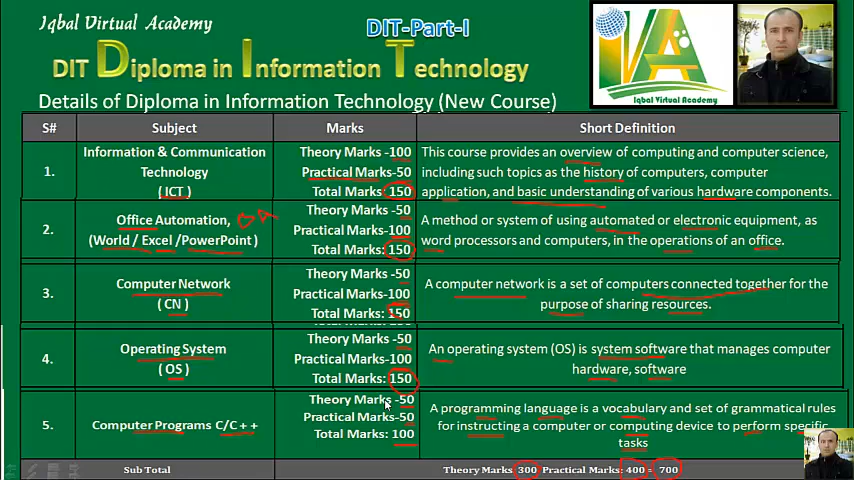 Iqbal Virtual Academy
DIT-Part-I
DIT Diploma in Information Technology
Iqbal Virtual Academy
Details of Diploma in Information Technology (New Course)
S# Subject Marks Short Definition
1. Information & Communication Technology ( ICT )
Theory Marks -100
Practical Marks-50
Total Marks: 150
This course provides an overview of computing and computer science,
including such topics as the history of computers, computer
application, and basic understanding of various hardware components.
2. Office Automation, OA
(World / Excel /PowerPoint )
Theory Marks -50
Practical Marks-100
Total Marks: 150
A method or system of using automated or electronic equipment, as
word processors and computers, in the operations of an office.
3. Computer Network
( CN )
Theory Marks -50
Practical Marks-100
Total Marks: 150
A computer network is a set of computers connected together for the
purpose of sharing resources.
4. Operating System
( OS )
Theory Marks -50
Practical Marks-100
Total Marks: 150
An operating system (OS) is system software that manages computer
hardware, software
5. Computer Programs C/C++
Theory Marks -50
Practical Marks-50
Total Marks: 100
A programming language is a vocabulary and set of grammatical rules
for instructing a computer or computing device to perform specific
tasks
Sub Total Theory Marks: 300 Practical Marks: 400 = 700